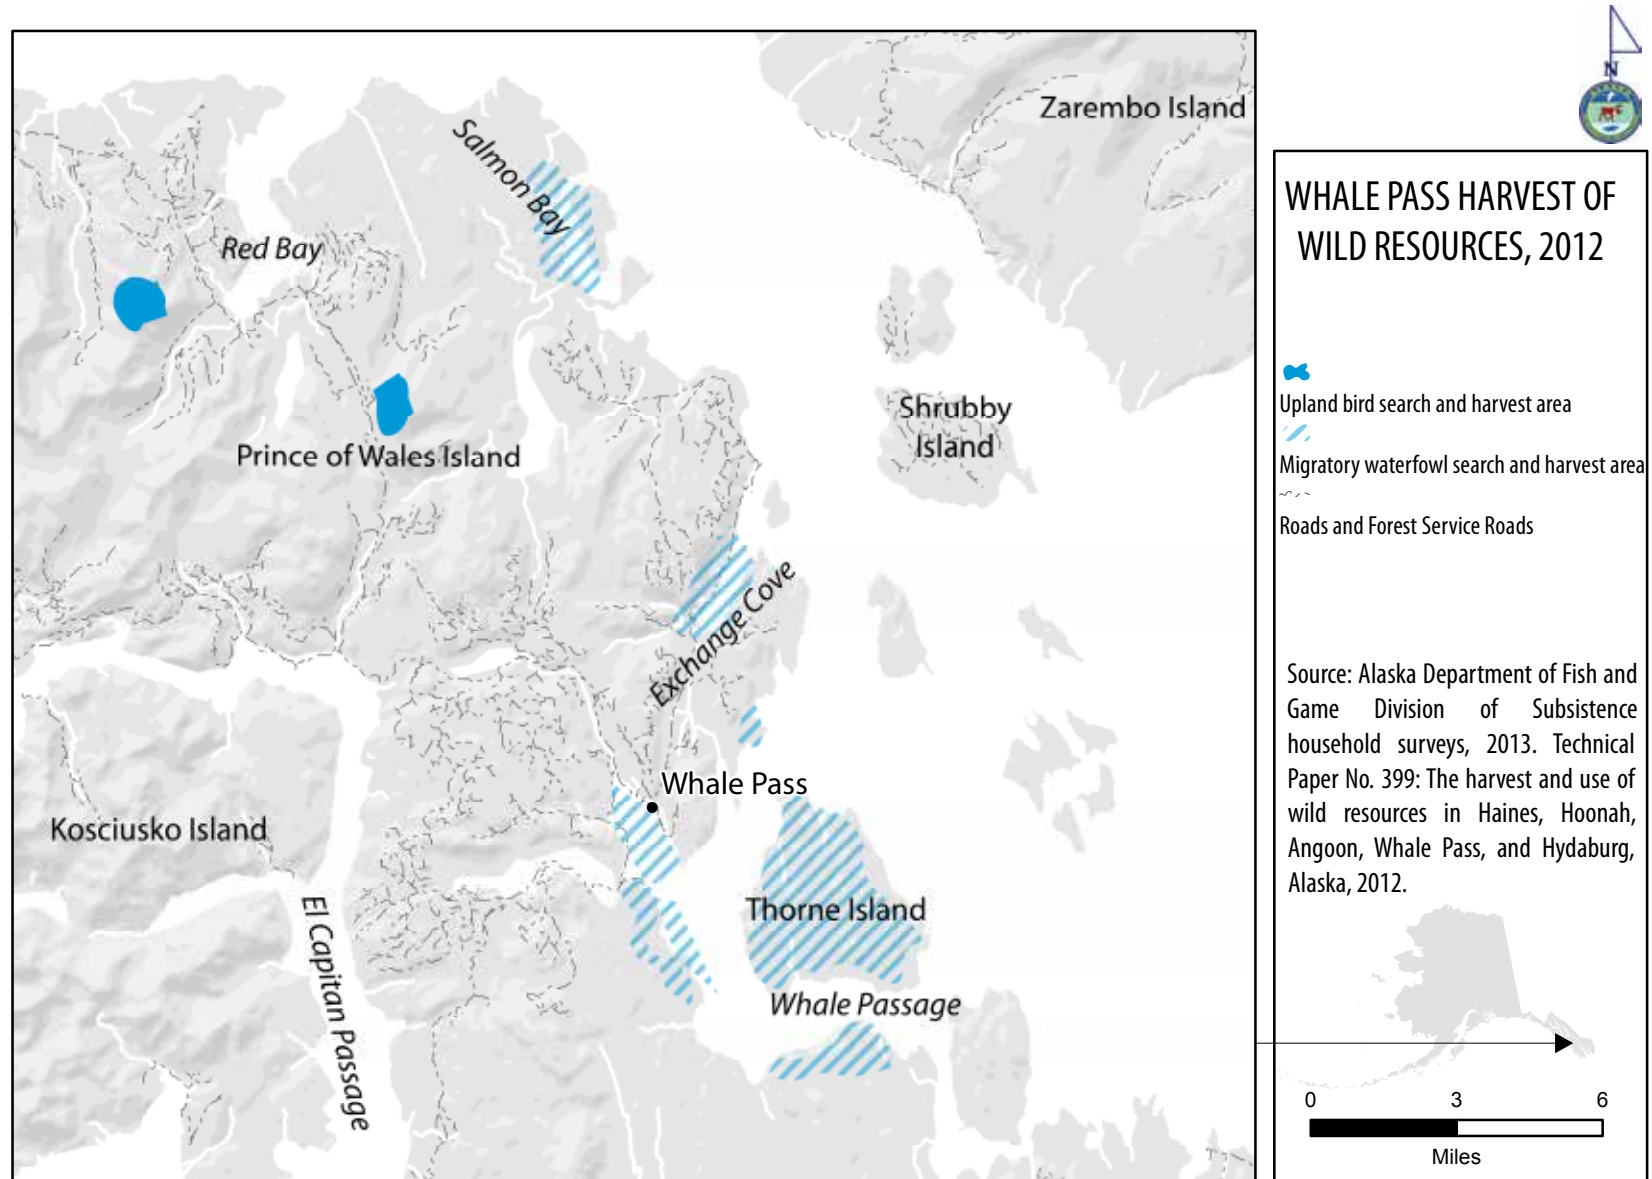 N
Zarembo Island
Salmon Bay
Red Bay
Shrubby
Island
Prince of Wales Island
Exchange Cove
Whale Pass
Kosciusko Island
El Capitan Passage
Thorne Island
Whale Passage
WHALE PASS HARVEST OF
WILD RESOURCES, 2012
Upland bird search and harvest area
Migratory waterfowl search and harvest area
Roads and Forest Service Roads
Source: Alaska Department of Fish and
Game Division of Subsistence
household surveys, 2013. Technical
Paper No. 399: The harvest and use of
wild resources in Haines, Hoonah,
Angoon, Whale Pass, and Hydaburg,
Alaska, 2012.
0 3 6
Miles